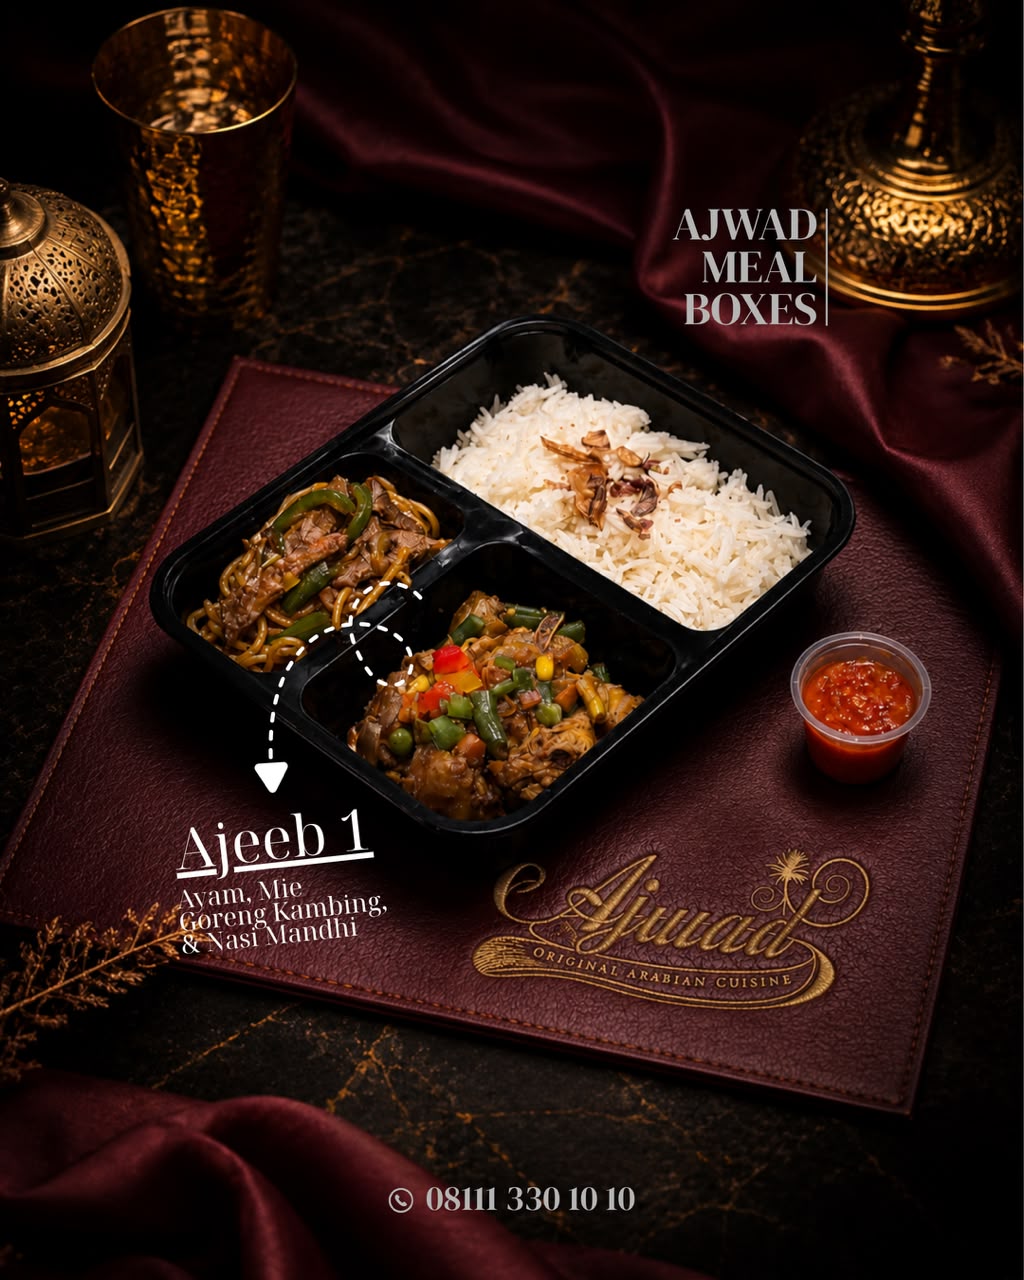 AJWAD
MEAL
BOXES
Ajeeb 1
Ayam, Mie
Goreng Kambing,
& Nasi Mandhi
Ajwad
ORIGINAL ARABIAN CUISINE
08111 330 10 10